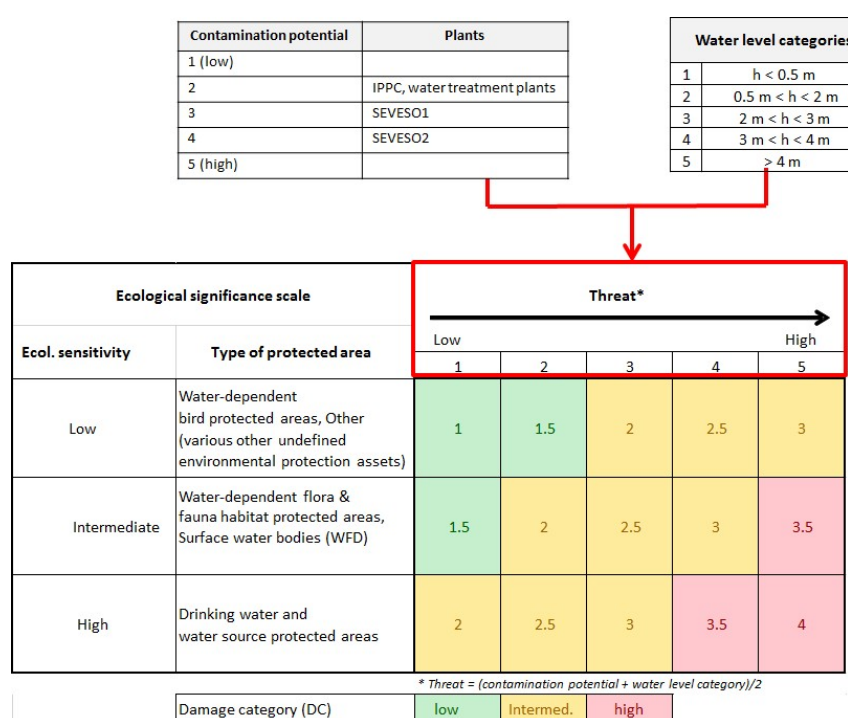 Contamination potential Plants
1 (low)
2 IPPC, water treatment plants
3 SEVESO1
4 SEVESO2
5 (high)
Water level categories
1 h < 0.5 m
2 0.5 m < h < 2 m
3 2 m < h < 3 m
4 3 m < h < 4 m
5 > 4 m
Ecological significance scale Threat*
Low High
Ecol. sensitivity Type of protected area
1 2 3 4 5
Low
Water-dependent
bird protected areas, Other
(various other undefined
environmental protection assets)
1 1.5 2 2.5 3
Intermediate
Water-dependent flora &
fauna habitat protected areas,
Surface water bodies (WFD)
1.5 2 2.5 3 3.5
High
Drinking water and
water source protected areas
2 2.5 3 3.5 4
* Threat = (contamination potential + water level category)/2
Damage category (DC) low Intermed. high